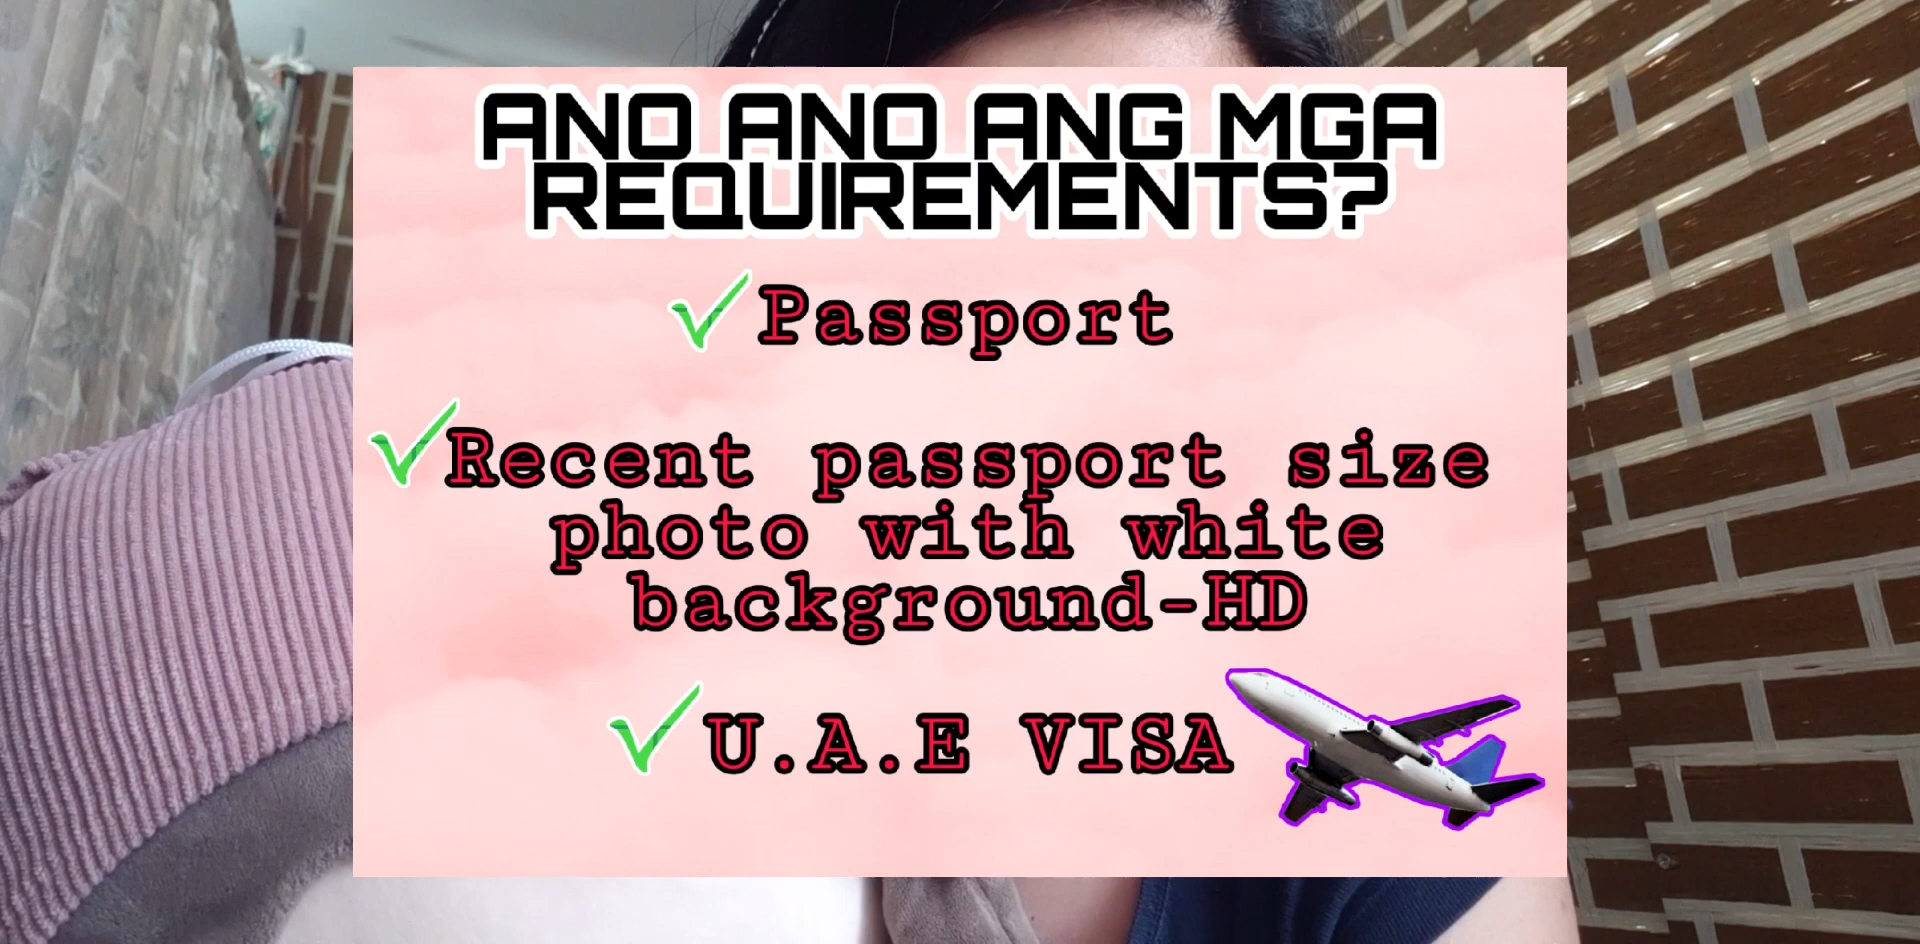 ANO ANO ANG MGA
REQUIREMENTS?
Passport
Recent passport size
photo with white
background-HD
U.A.E VISA